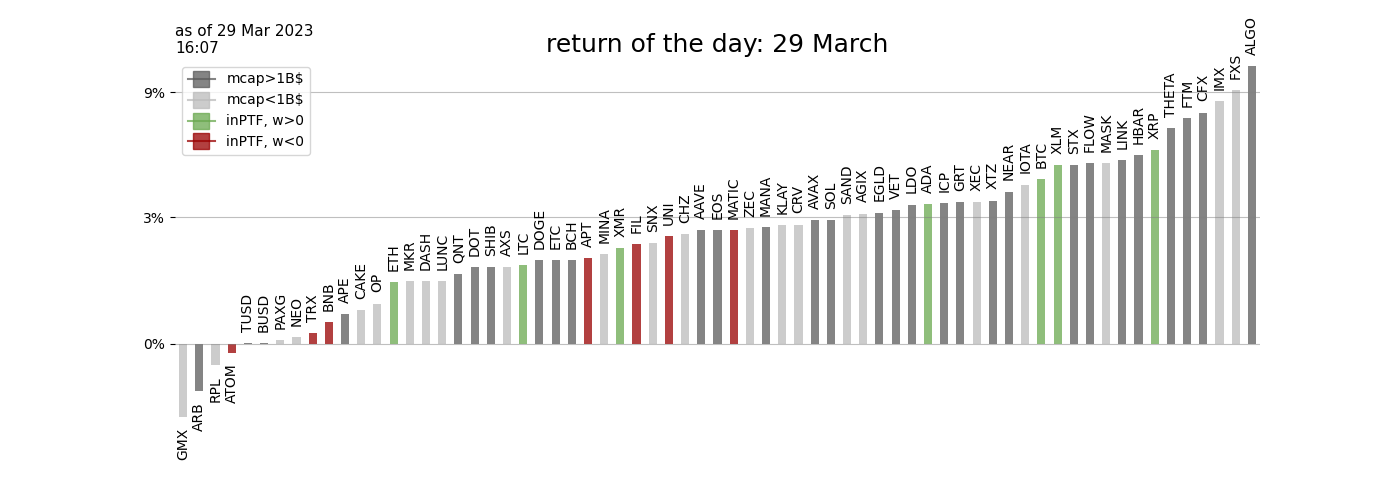 as of 29 Mar 2023
16:07
return of the day: 29 March
mcap>1B$
mcap<1B$
inPTF, w>0
inPTF, w<0
9%
3%
0%
GMX
ARB
RPL
ATOM
TUSD
BUSD
PAXG
NEO
TRX
BNB
APE
CAKE
OP
ETH
MKR
DASH
LUNC
QNT
DOT
SHIB
AXS
LTC
DOGE
ETC
BCH
APT
MINA
XMR
FIL
SNX
UNI
CHZ
AAVE
EOS
MATIC
ZEC
MANA
KLAY
CRV
AVAX
SOL
SAND
AGIX
EGLD
VET
LDO
ADA
ICP
GRT
XEC
XTZ
NEAR
IOTA
BTC
XLM
STX
FLOW
MASK
LINK
HBAR
XRP
THETA
FTM
CFX
IMX
FXS
ALGO